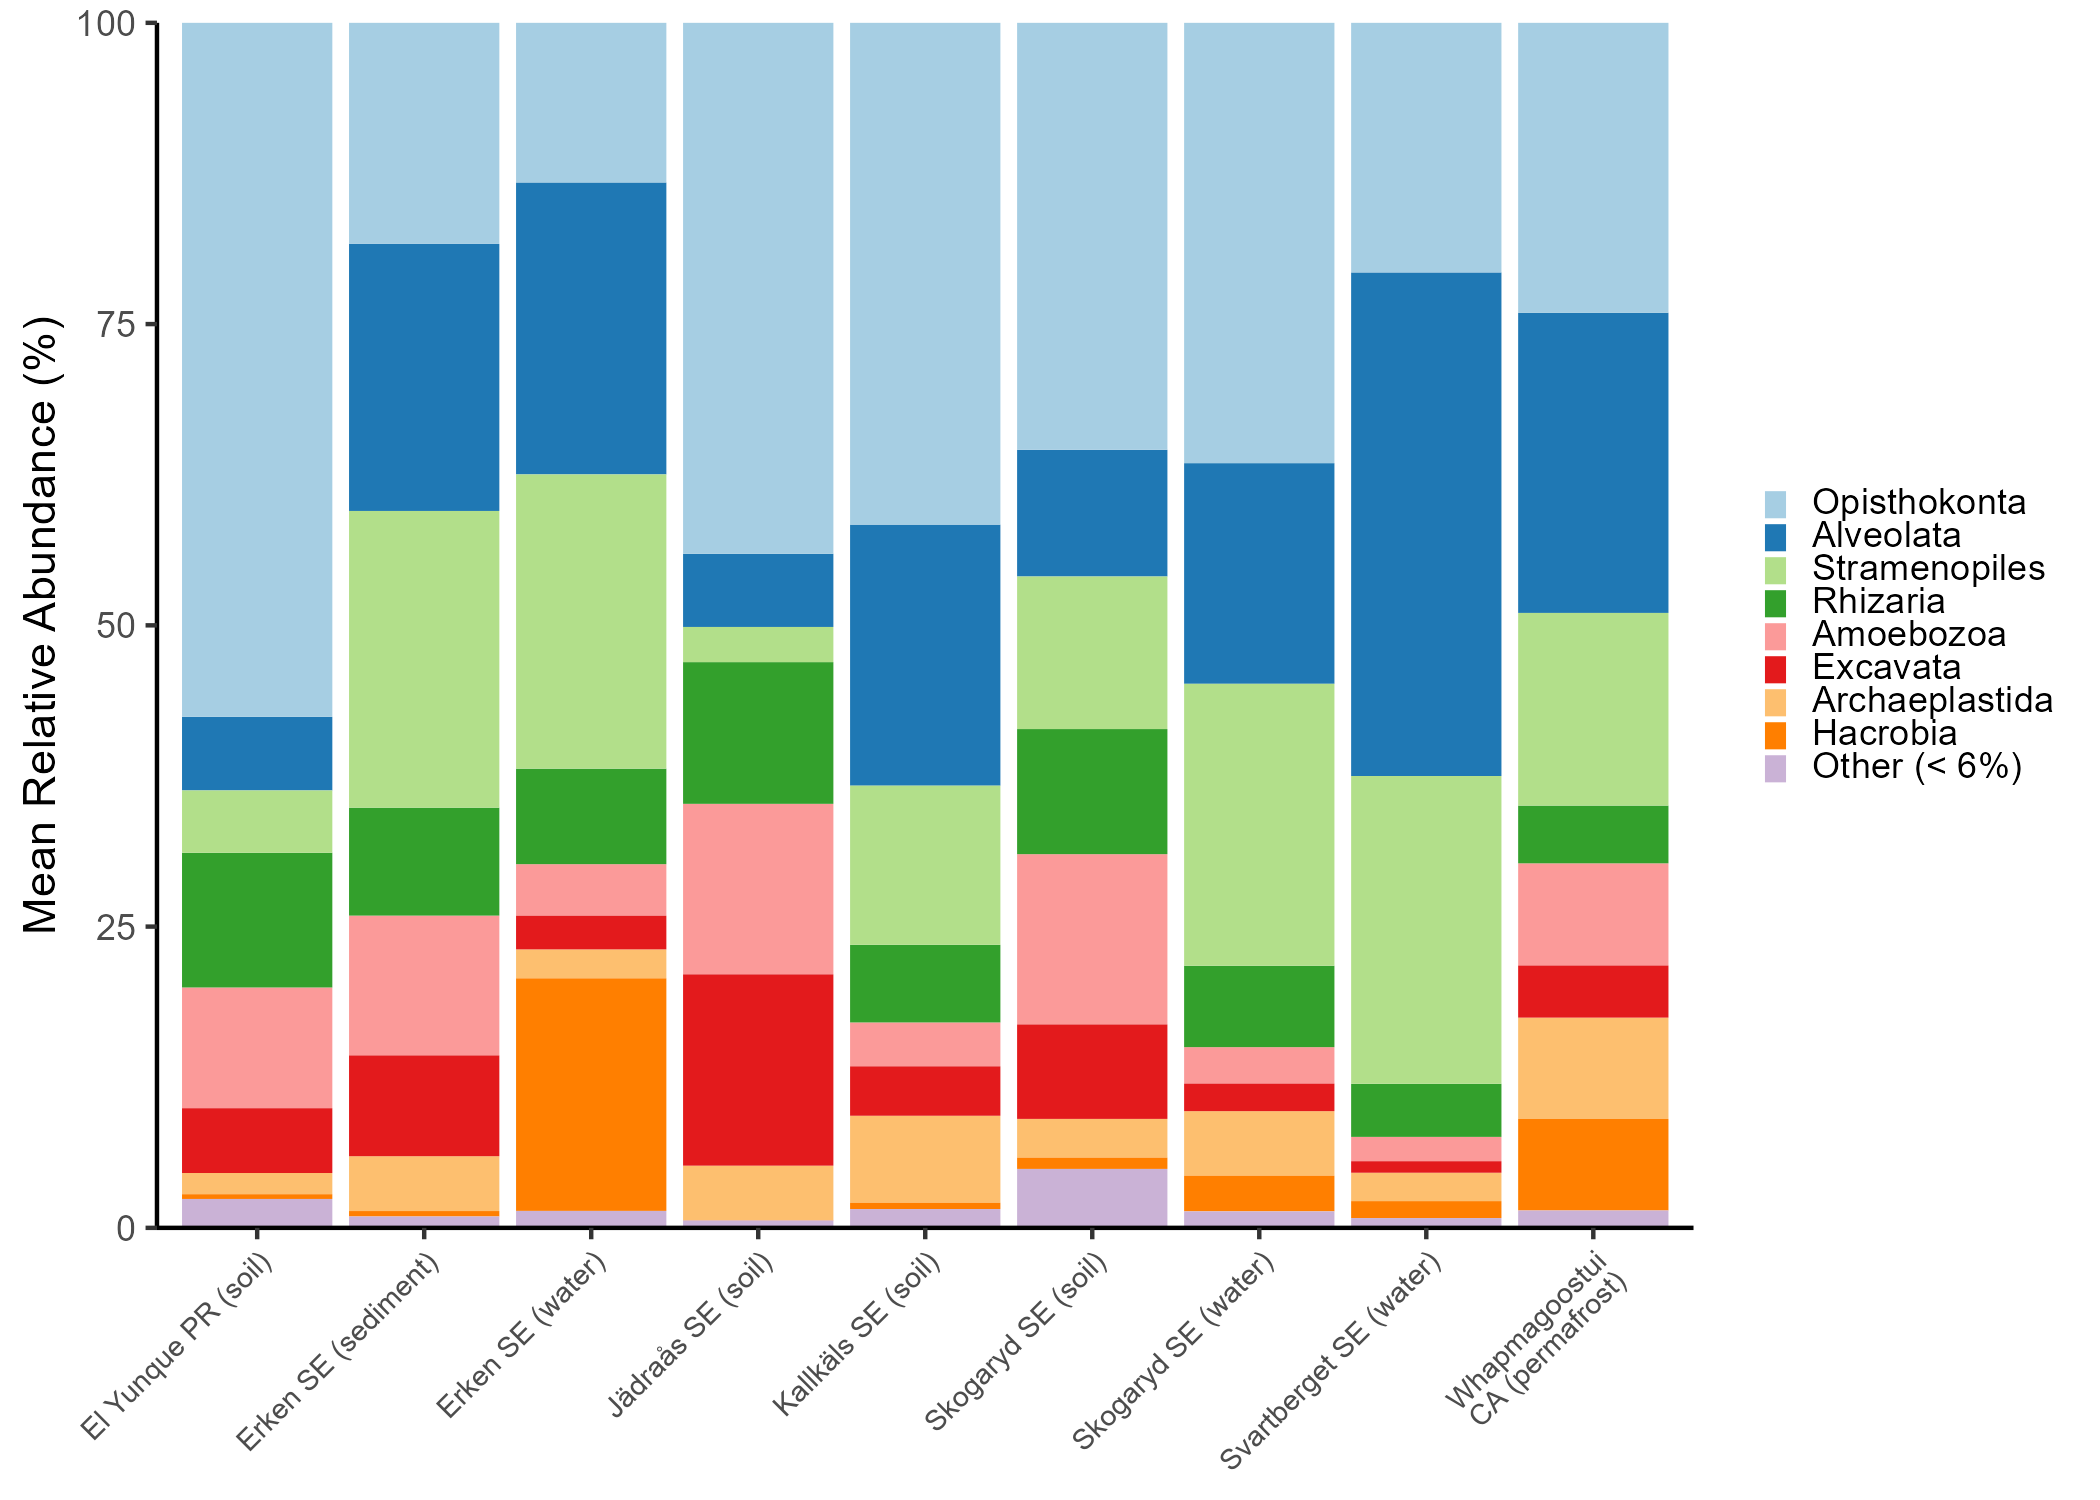 Mean Relative Abundance (%)
100
75
50
25
0
El Yunque PR (soil)
Erken SE (sediment)
Erken SE (water)
Jädraås SE (soil)
Kallkäls SE (soil)
Skogaryd SE (soil)
Skogaryd SE (water)
Svartberget SE (water)
Whapmagoostui
CA (permafrost)
Opisthokonta
Alveolata
Stramenopiles
Rhizaria
Amoebozoa
Excavata
Archaeplastida
Hacrobia
Other (< 6%)